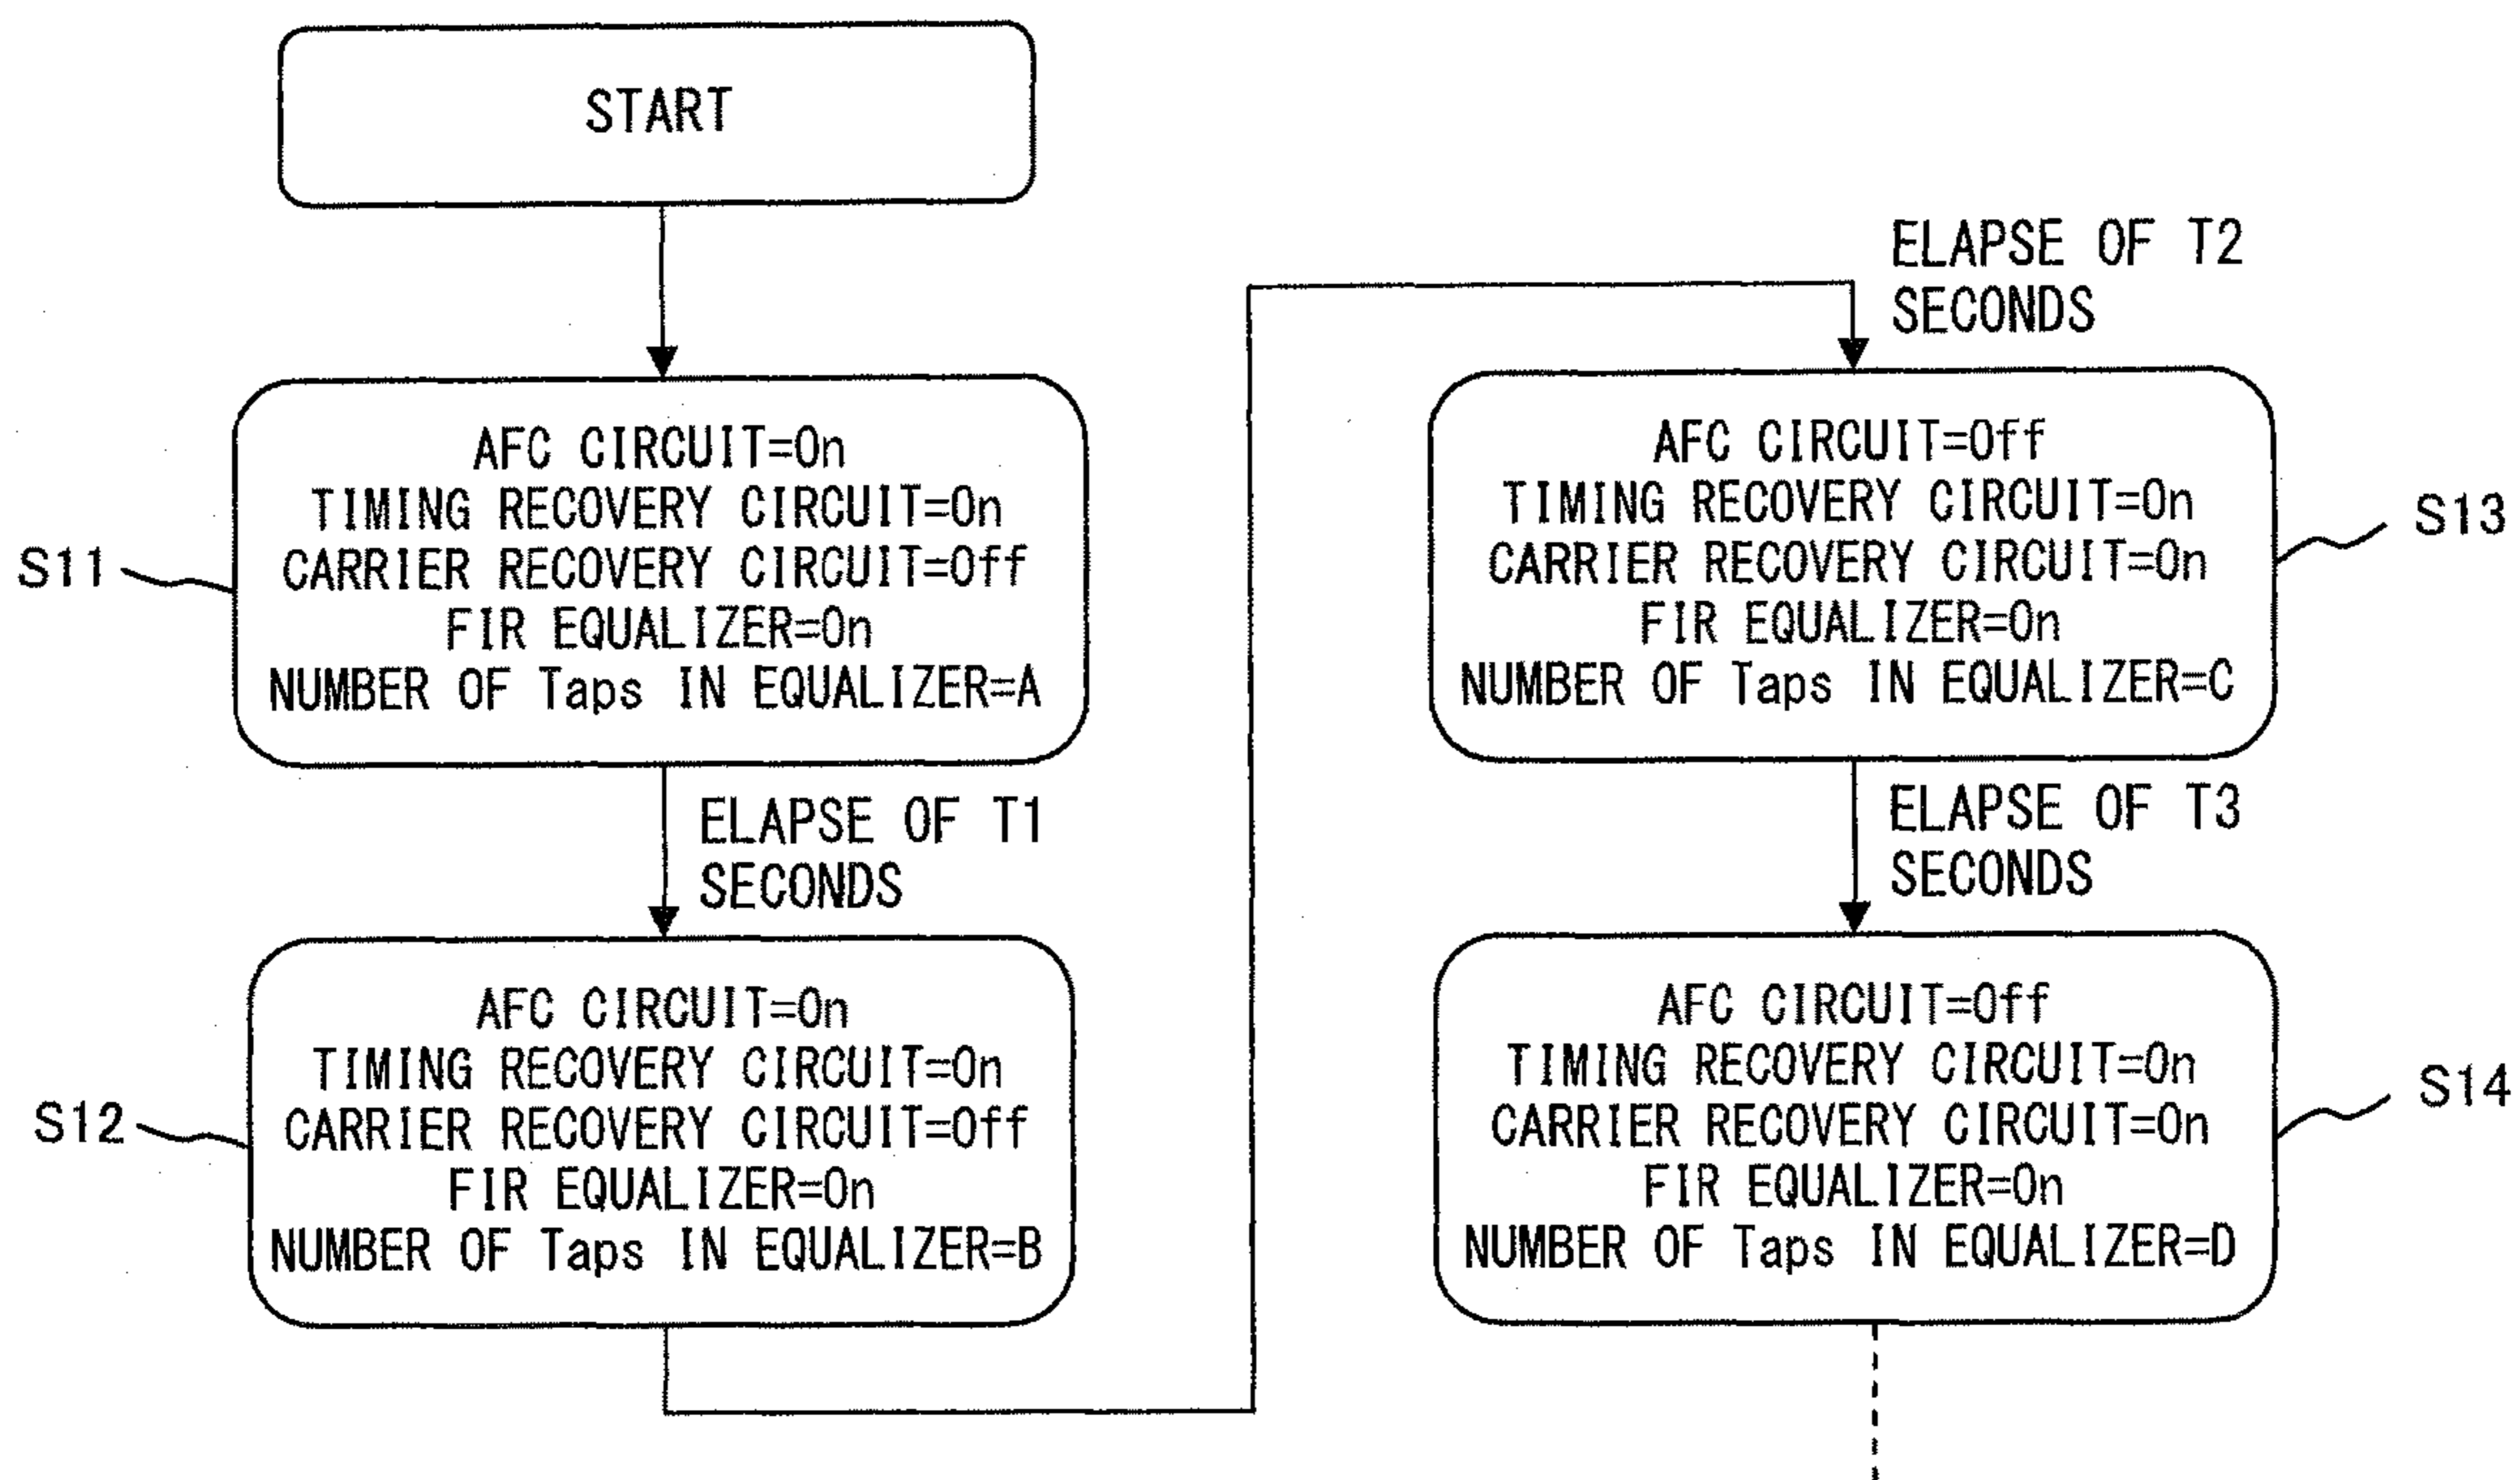 START
S11
AFC CIRCUIT=On
TIMING RECOVERY CIRCUIT=On
CARRIER RECOVERY CIRCUIT=Off
FIR EQUALIZER=On
NUMBER OF Taps IN EQUALIZER=A
ELAPSE OF T1
SECONDS
S12
AFC CIRCUIT=On
TIMING RECOVERY CIRCUIT=On
CARRIER RECOVERY CIRCUIT=Off
FIR EQUALIZER=On
NUMBER OF Taps IN EQUALIZER=B
ELAPSE OF T2
SECONDS
S13
AFC CIRCUIT=Off
TIMING RECOVERY CIRCUIT=On
CARRIER RECOVERY CIRCUIT=On
FIR EQUALIZER=On
NUMBER OF Taps IN EQUALIZER=C
ELAPSE OF T3
SECONDS
S14
AFC CIRCUIT=Off
TIMING RECOVERY CIRCUIT=On
CARRIER RECOVERY CIRCUIT=On
FIR EQUALIZER=On
NUMBER OF Taps IN EQUALIZER=D